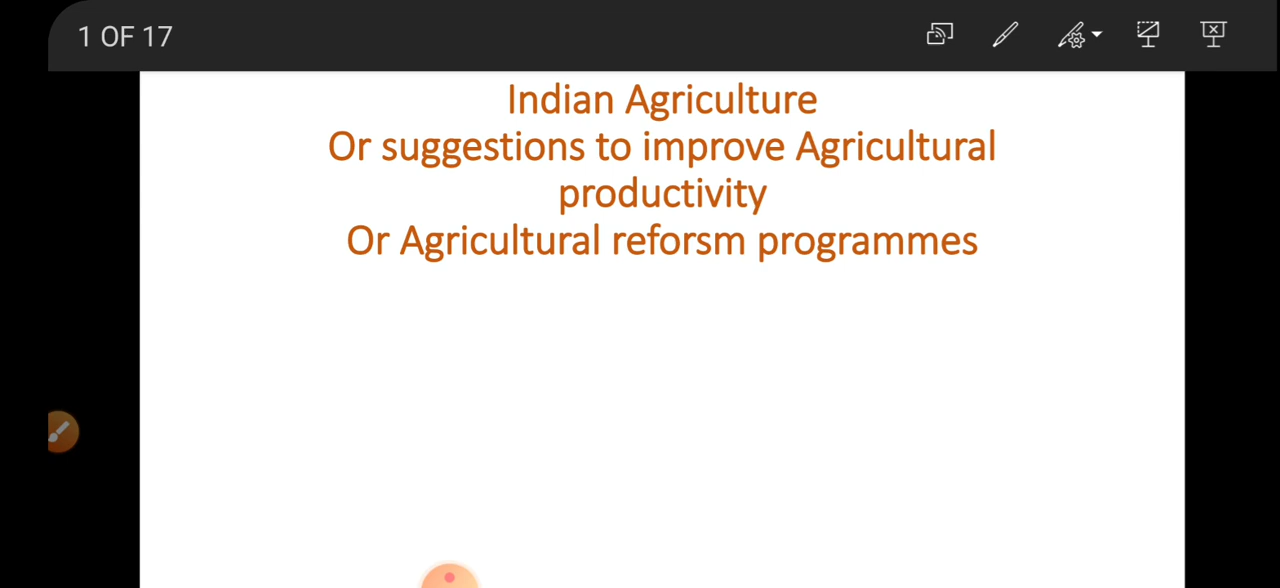 1 OF 17
Indian Agriculture
Or suggestions to improve Agricultural
productivity
Or Agricultural reforsm programmes